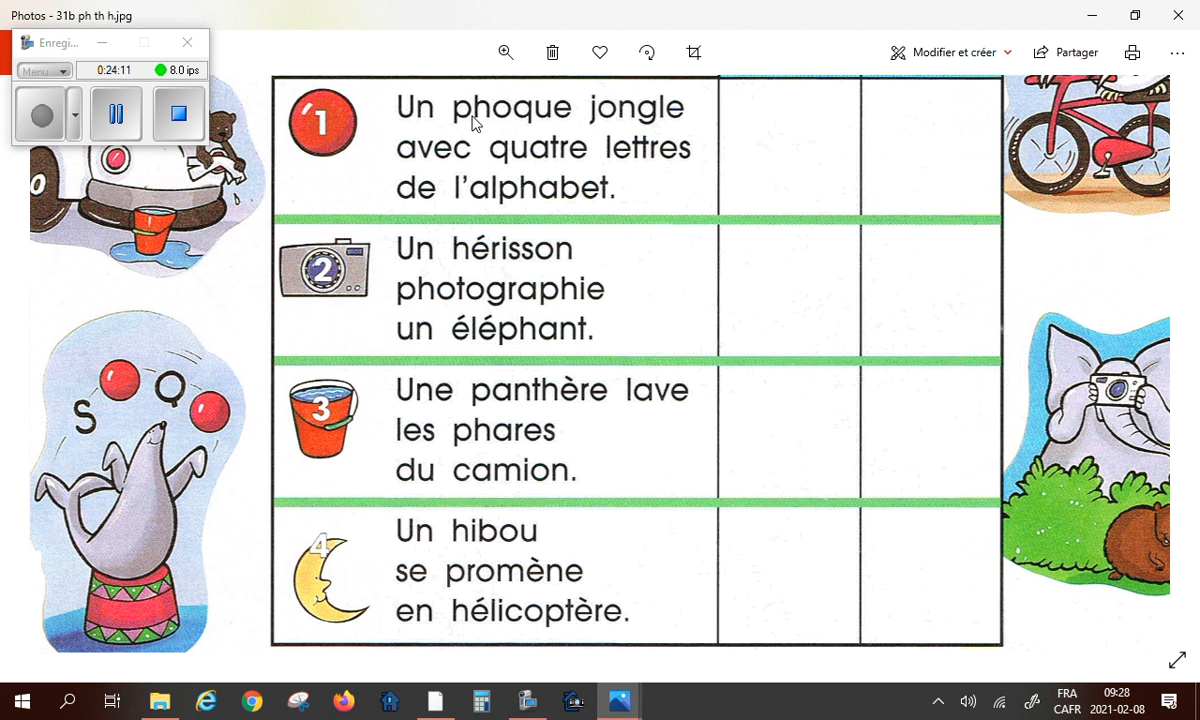 Photos - 31b ph th h.jpg
Enregi...
Menu
0:24:11
8.0 ips
Modifier et créer
Partager
1
Un phoque jongle
avec quatre lettres
de l'alphabet.
2
Un hérisson
photographie
un éléphant.
3
Une panthère lave
les phares
du camion.
4
Un hibou
se promène
en hélicoptère.
S Q
0
FRA
CAFR
09:28
2021-02-08